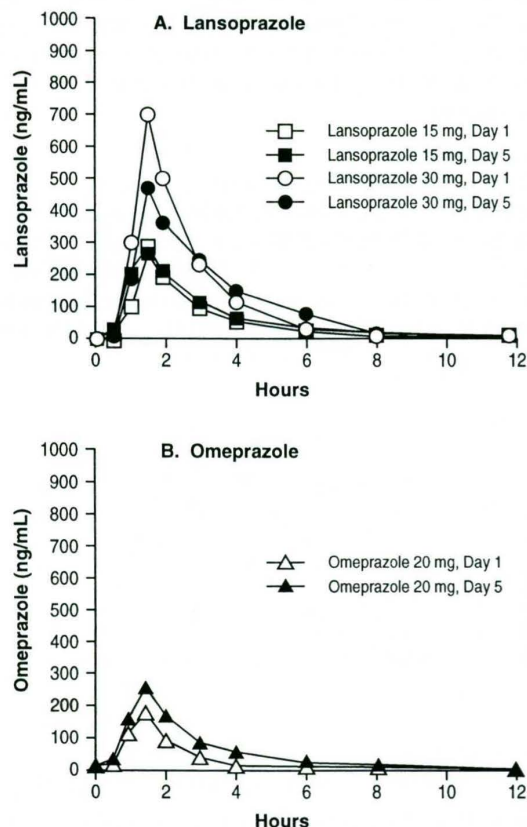 A. Lansoprazole
Lansoprazole (ng/mL)
1000
900
800
700
600
500
400
300
200
100
0
Lansoprazole 15 mg, Day 1
Lansoprazole 15 mg, Day 5
Lansoprazole 30 mg, Day 1
Lansoprazole 30 mg, Day 5
0 2 4 6 8 10 12
Hours
B. Omeprazole
Omeprazole (ng/mL)
1000
900
800
700
600
500
400
300
200
100
0
Omeprazole 20 mg, Day 1
Omeprazole 20 mg, Day 5
0 2 4 6 8 10 12
Hours